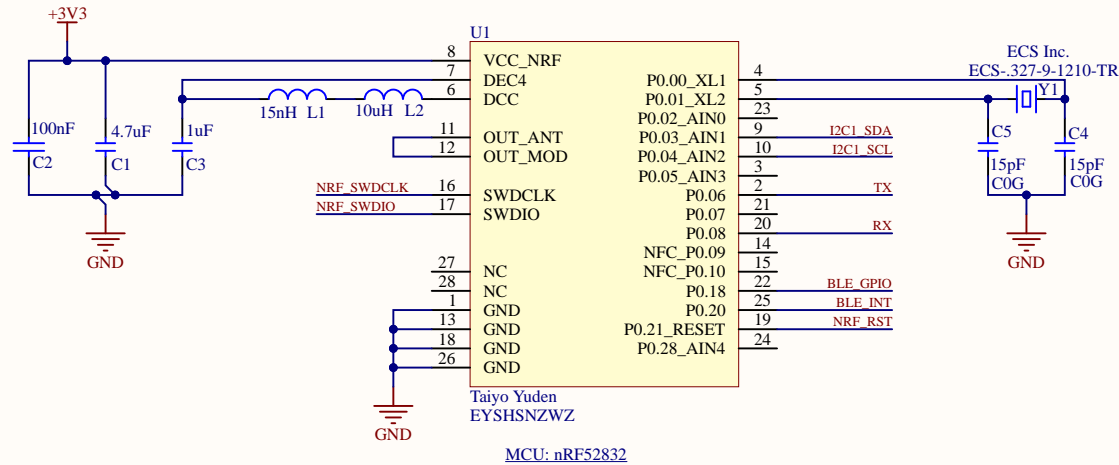 +3V3
U1
8 VCC_NRF
7 DEC4
6 DCC
15nH L1 10uH L2
100nF
C2
4.7uF
C1
1uF
C3
GND
11 OUT_ANT
12 OUT_MOD
NRF_SWDCLK 16 SWDCLK
NRF_SWDIO 17 SWDIO
27 NC
28 NC
1 GND
13 GND
18 GND
26 GND
GND
P0.00_XL1 4
P0.01_XL2 5
P0.02_AIN0 23
P0.03_AIN1 9 I2C1_SDA
P0.04_AIN2 10 I2C1_SCL
P0.05_AIN3 3
P0.06 2 TX
P0.07 21
P0.08 20 RX
NFC_P0.09 14
NFC_P0.10 15
P0.18 22 BLE_GPIO
P0.20 25 BLE_INT
P0.21_RESET 19 NRF_RST
P0.28_AIN4 24
ECS Inc.
ECS-.327-9-1210-TR
Y1
C5
15pF
C0G
C4
15pF
C0G
GND
Taiyo Yuden
EYSHSNZWZ
MCU: nRF52832